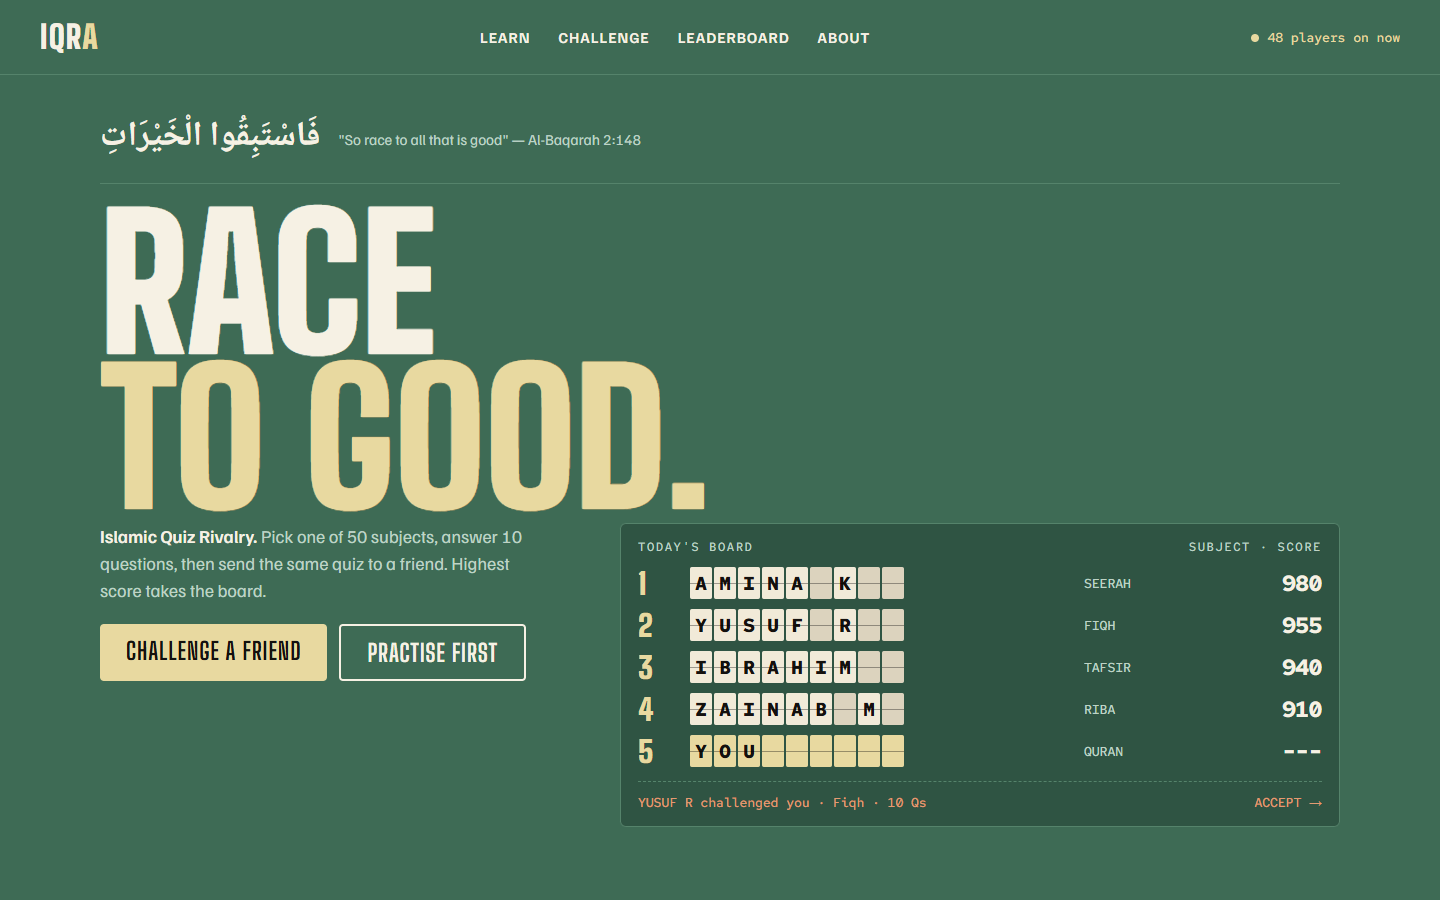 IQRA
LEARN CHALLENGE LEADERBOARD ABOUT
48 players on now
فَاسْتَبِقُوا الْخَيْرَاتِ
"So race to all that is good" — Al-Baqarah 2:148
RACE
TO GOOD.
Islamic Quiz Rivalry. Pick one of 50 subjects, answer 10
questions, then send the same quiz to a friend. Highest
score takes the board.
CHALLENGE A FRIEND PRACTISE FIRST
TODAY'S BOARD SUBJECT · SCORE
1 AMINA K SEERAH 980
2 YUSUF R FIQH 955
3 IBRAHIM TAFSIR 940
4 ZAINAB M RIBA 910
5 YOU QURAN ---
YUSUF R challenged you · Fiqh · 10 Qs ACCEPT →